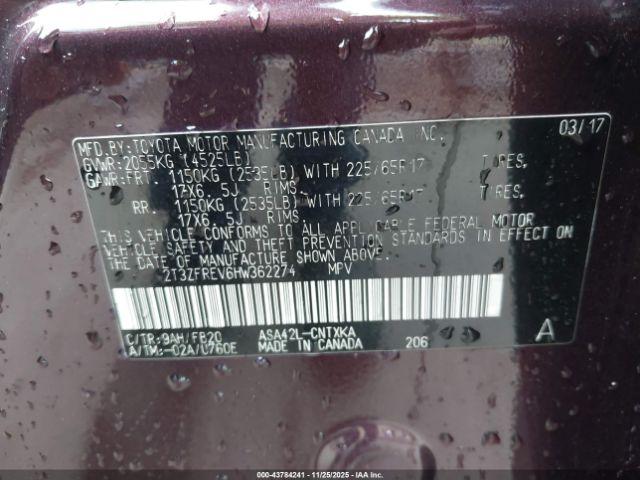 MFD.BY:TOYOTA MOTOR MANUFACTURING CANADA INC. 03/17
GVWR:2055KG (4525LB)
GAWR:FRT. 1150KG (2535LB) WITH 225/65R17 TIRES,
17X6.5J RIMS
RR. 1150KG (2535LB) WITH 225/65R17 TIRES,
17X6.5J RIMS
THIS VEHICLE CONFORMS TO ALL APPLICABLE FEDERAL MOTOR
VEHICLE SAFETY AND THEFT PREVENTION STANDARDS IN EFFECT ON
THE DATE OF MANUFACTURE SHOWN ABOVE.
2T3ZFREV6HW362274 MPV
C/TR:9AH/FB20 ASA42L-CNTXKA A
A/TM:-02A/U760E MADE IN CANADA 206
000-43784241 - 11/25/2025 - IAA Inc.